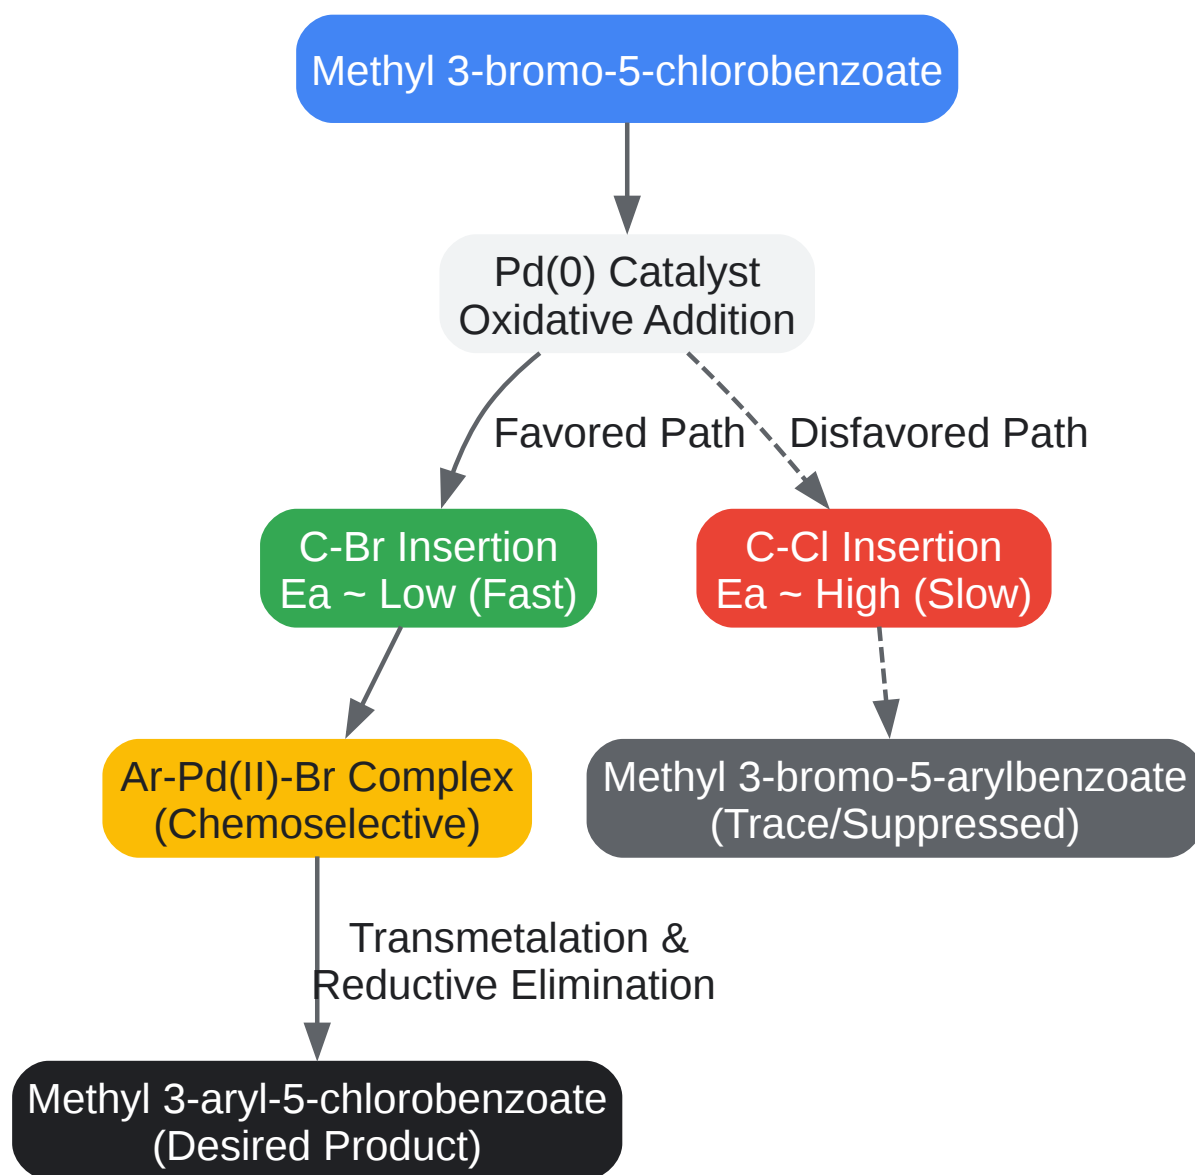 Methyl 3-bromo-5-chlorobenzoate
Pd(0) Catalyst
Oxidative Addition
Favored Path
Disfavored Path
C-Br Insertion
Ea ~ Low (Fast)
C-Cl Insertion
Ea ~ High (Slow)
Ar-Pd(II)-Br Complex
(Chemoselective)
Methyl 3-bromo-5-arylbenzoate
(Trace/Suppressed)
Transmetalation &
Reductive Elimination
Methyl 3-aryl-5-chlorobenzoate
(Desired Product)